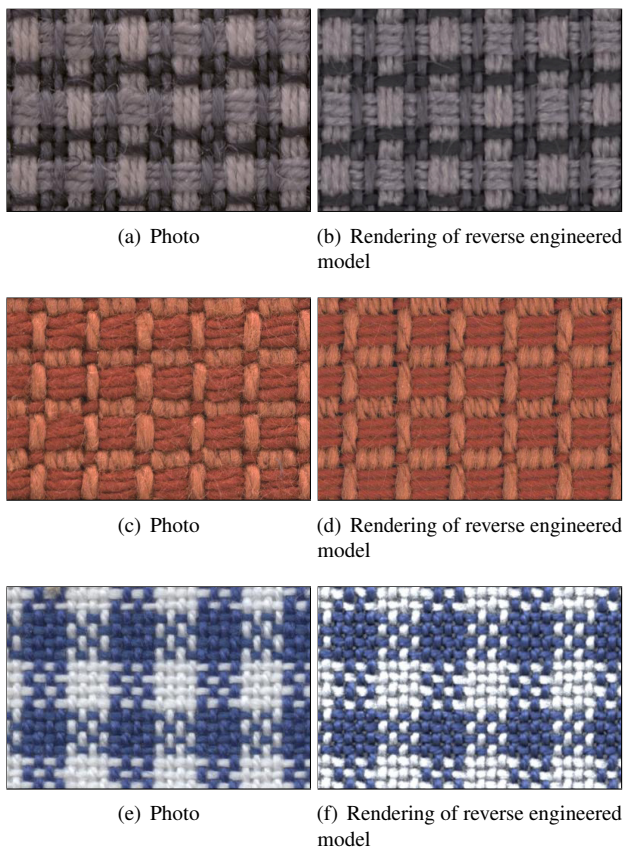 (a) Photo
(b) Rendering of reverse engineered
model
(c) Photo
(d) Rendering of reverse engineered
model
(e) Photo
(f) Rendering of reverse engineered
model